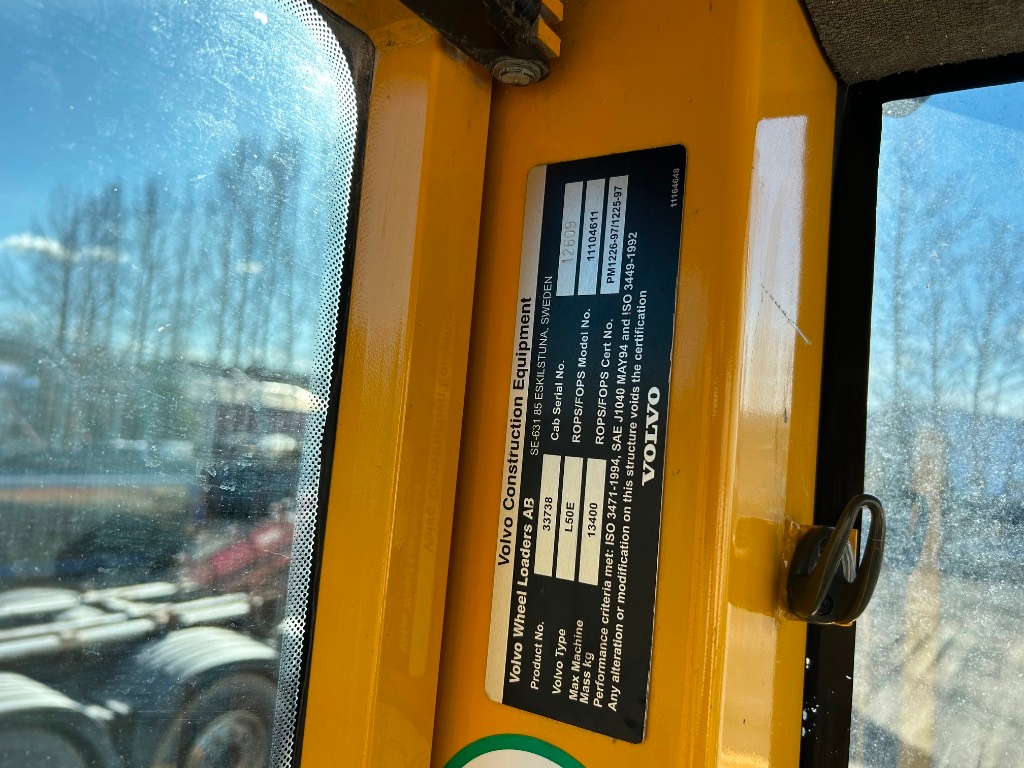 Volvo Construction Equipment
Volvo Wheel Loaders AB SE-631 85 ESKILSTUNA, SWEDEN
Product No. 33738 Cab Serial No. 12609
Volvo Type L50E ROPS/FOPS Model No. 11104611
Max Machine Mass kg 13400 ROPS/FOPS Cert No. PM1226-97/1225-97
Performance criteria met: ISO 3471-1994, SAE J1040 MAY94 and ISO 3449-1992
Any alteration or modification on this structure voids the certification
VOLVO
11164648